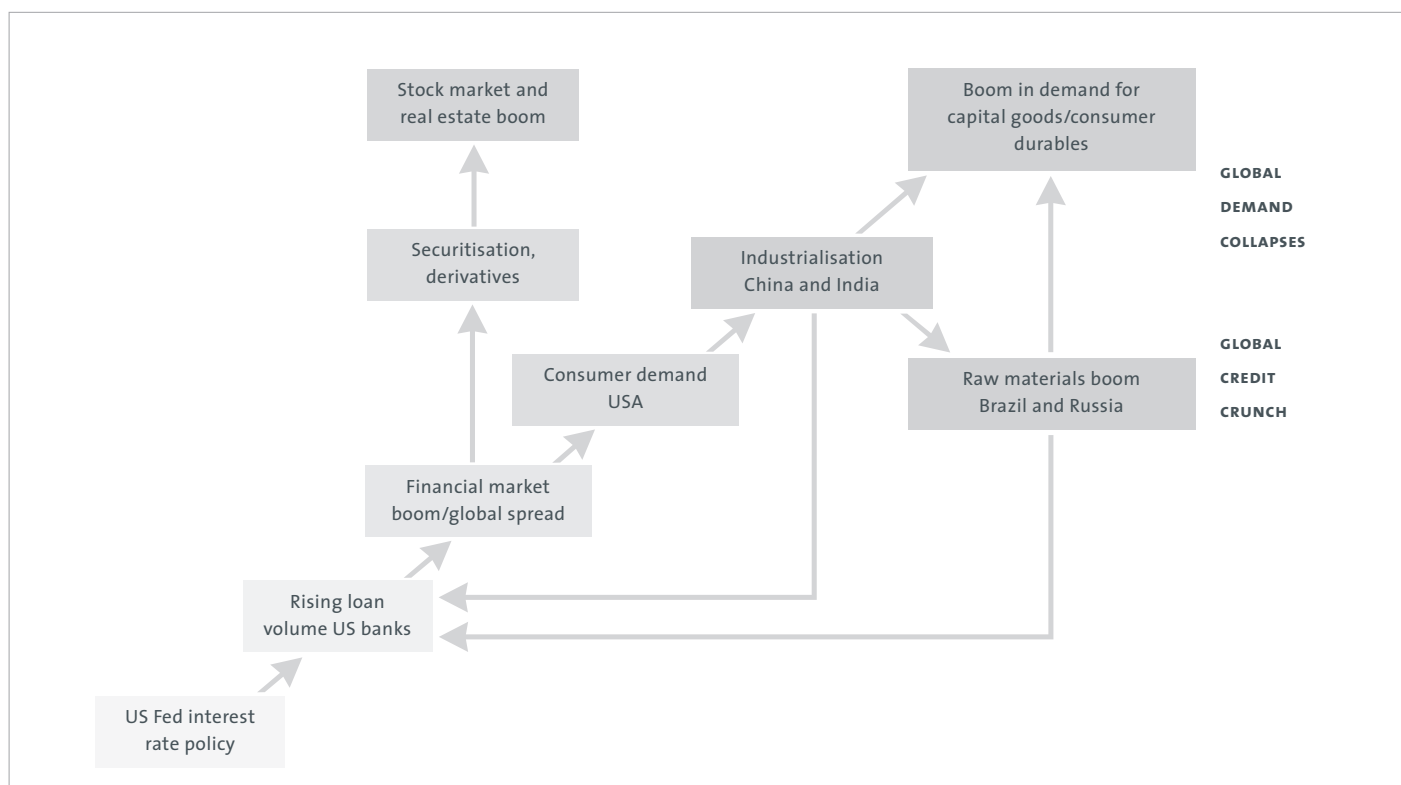 Stock market and
real estate boom
Boom in demand for
capital goods/consumer
durables
GLOBAL
DEMAND
COLLAPSES
Securitisation,
derivatives
Industrialisation
China and India
GLOBAL
CREDIT
CRUNCH
Consumer demand
USA
Raw materials boom
Brazil and Russia
Financial market
boom/global spread
Rising loan
volume US banks
US Fed interest
rate policy